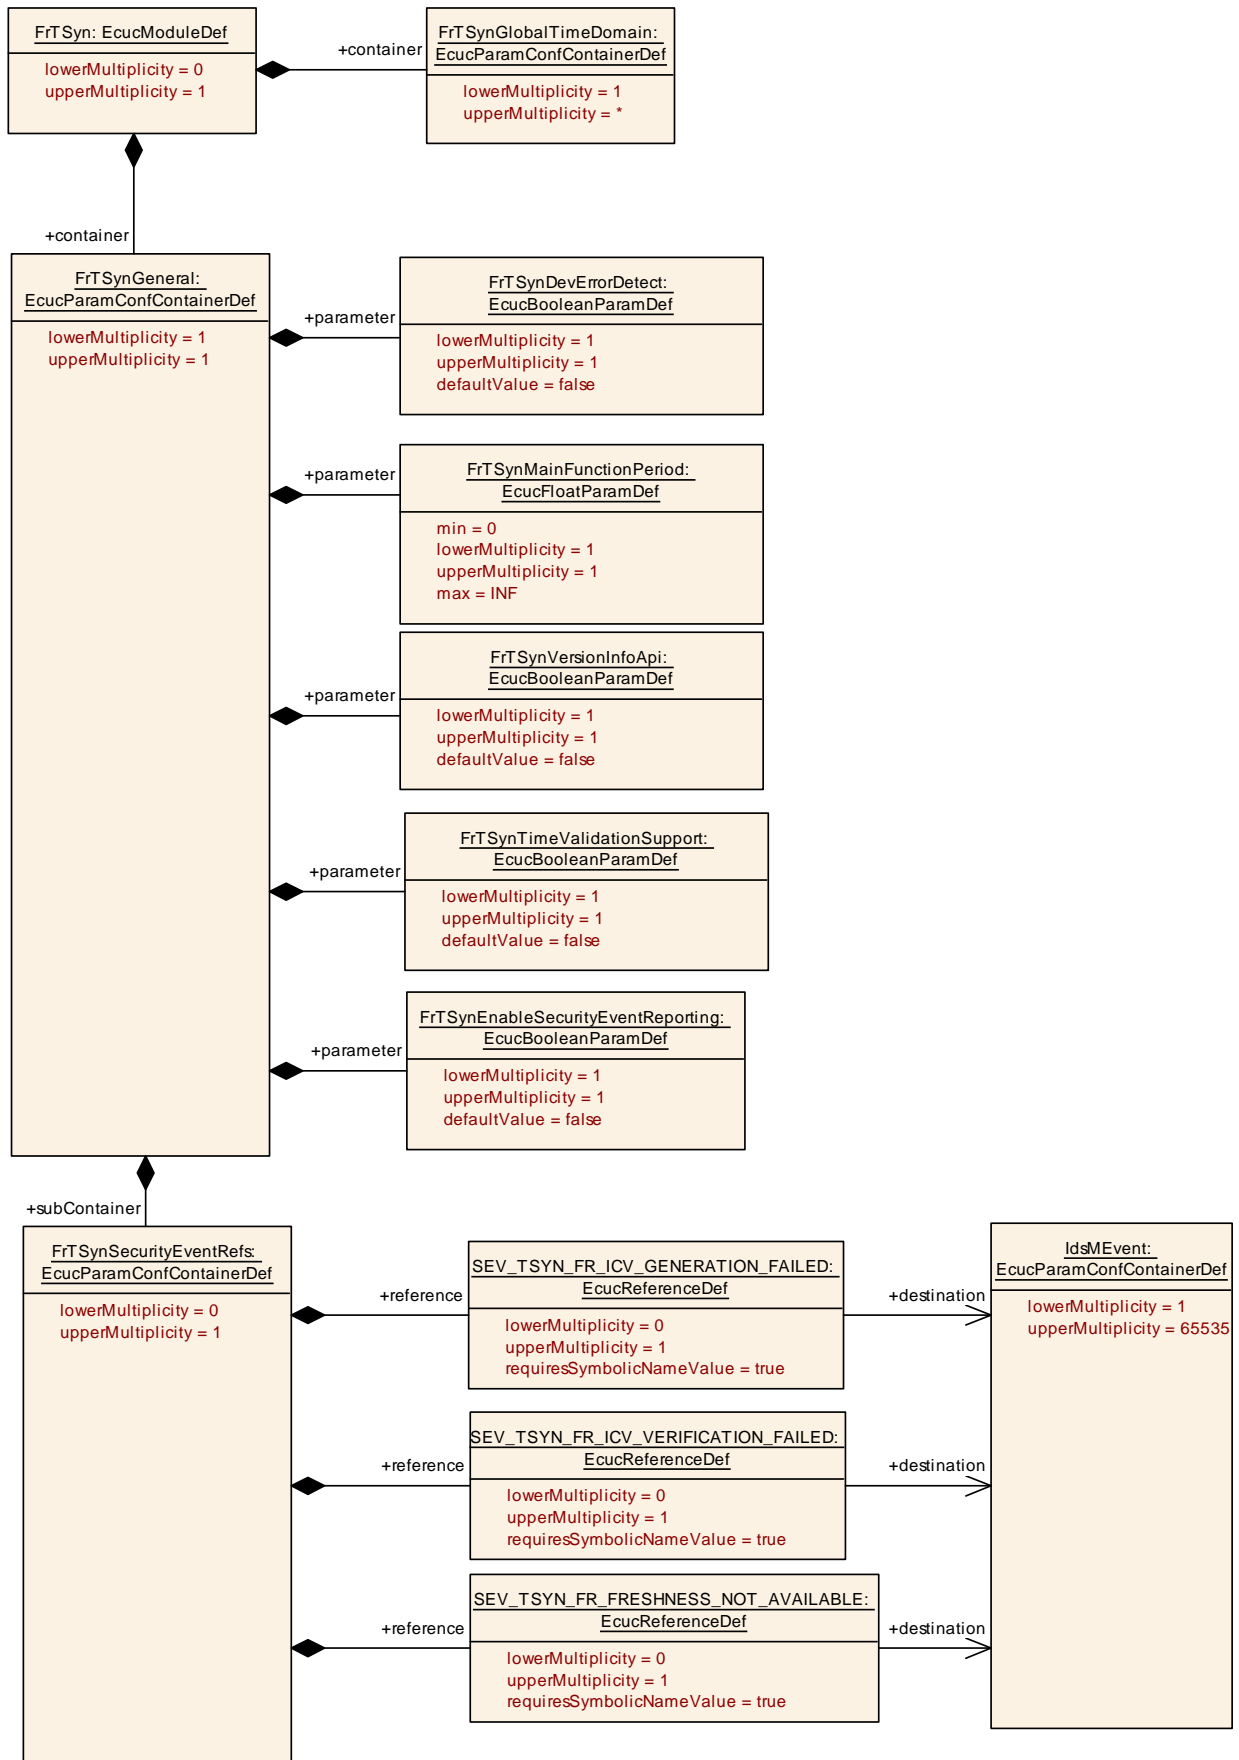 FrTSyn: EcucModuleDef
lowerMultiplicity = 0
upperMultiplicity = 1
+container
FrTSynGlobalTimeDomain:
EcucParamConfContainerDef
lowerMultiplicity = 1
upperMultiplicity = *
+container
FrTSynGeneral:
EcucParamConfContainerDef
lowerMultiplicity = 1
upperMultiplicity = 1
+parameter
FrTSynDevErrorDetect:
EcucBooleanParamDef
lowerMultiplicity = 1
upperMultiplicity = 1
defaultValue = false
+parameter
FrTSynMainFunctionPeriod:
EcucFloatParamDef
min = 0
lowerMultiplicity = 1
upperMultiplicity = 1
max = INF
+parameter
FrTSynVersionInfoApi:
EcucBooleanParamDef
lowerMultiplicity = 1
upperMultiplicity = 1
defaultValue = false
+parameter
FrTSynTimeValidationSupport:
EcucBooleanParamDef
lowerMultiplicity = 1
upperMultiplicity = 1
defaultValue = false
+parameter
FrTSynEnableSecurityEventReporting:
EcucBooleanParamDef
lowerMultiplicity = 1
upperMultiplicity = 1
defaultValue = false
+subContainer
FrTSynSecurityEventRefs:
EcucParamConfContainerDef
lowerMultiplicity = 0
upperMultiplicity = 1
+reference
SEV_TSYN_FR_ICV_GENERATION_FAILED:
EcucReferenceDef
lowerMultiplicity = 0
upperMultiplicity = 1
requiresSymbolicNameValue = true
+destination
IdsMEvent:
EcucParamConfContainerDef
lowerMultiplicity = 1
upperMultiplicity = 65535
+reference
SEV_TSYN_FR_ICV_VERIFICATION_FAILED:
EcucReferenceDef
lowerMultiplicity = 0
upperMultiplicity = 1
requiresSymbolicNameValue = true
+destination
+reference
SEV_TSYN_FR_FRESHNESS_NOT_AVAILABLE:
EcucReferenceDef
lowerMultiplicity = 0
upperMultiplicity = 1
requiresSymbolicNameValue = true
+destination